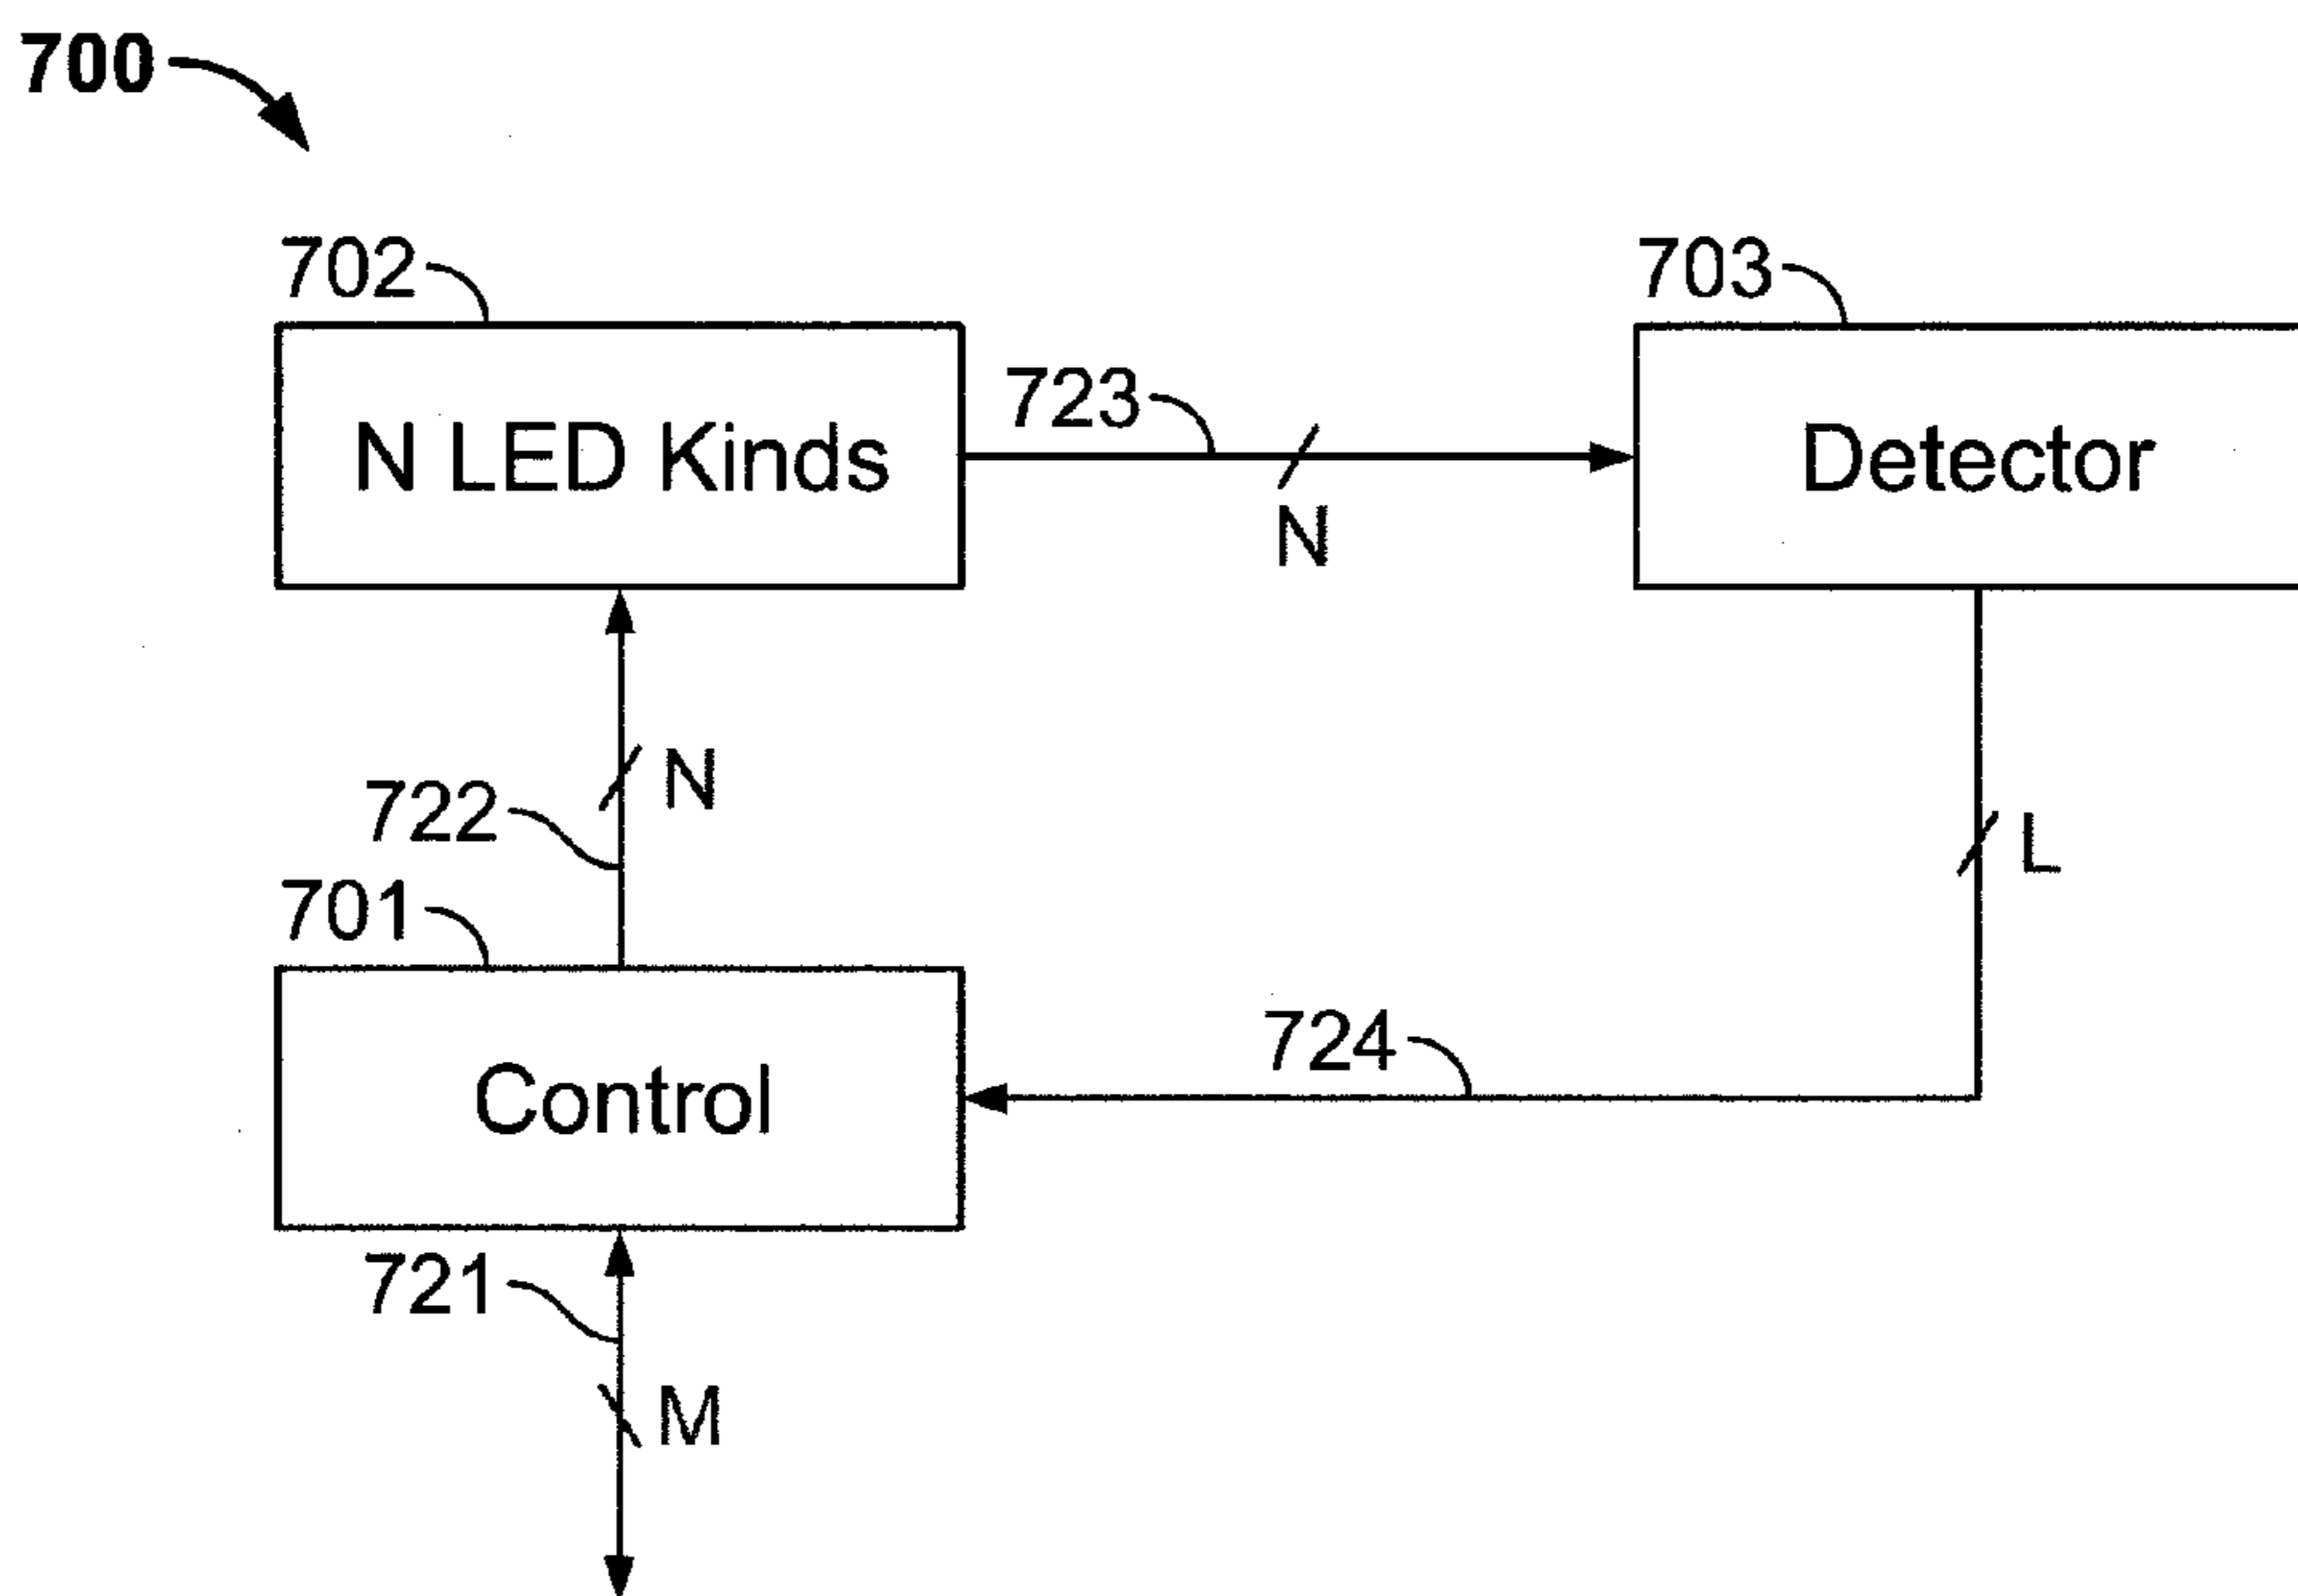 700
702
703
N LED Kinds
723
Detector
N
N
722
L
701
Control
724
721
M